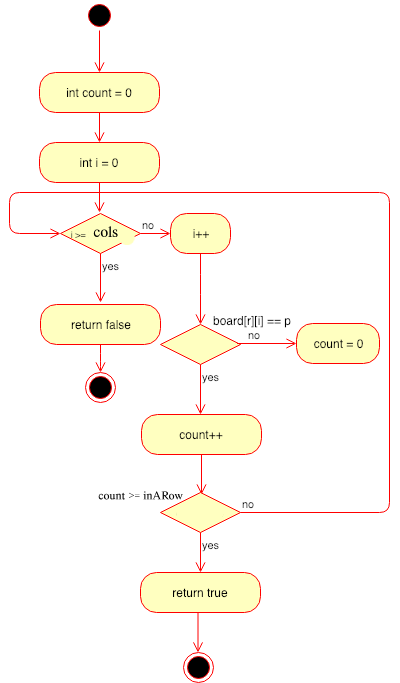 int count = 0
int i = 0
i >= cols
no
i++
yes
board[r][i] == p
return false
no
count = 0
yes
count++
count >= inARow
no
yes
return true